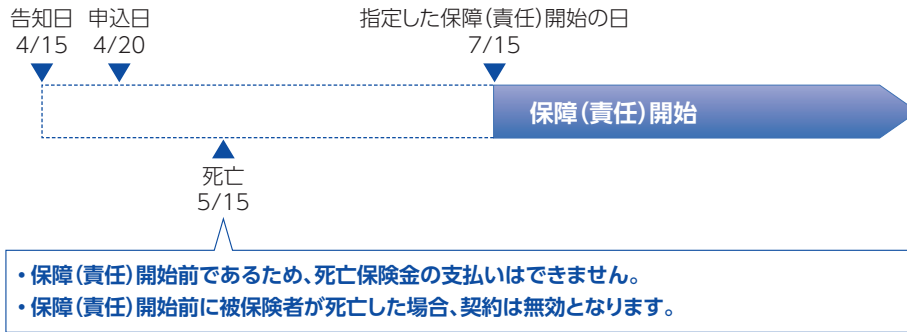 告知日 申込日 指定した保障(責任)開始の日
4/15 4/20 7/15
保障(責任)開始
死亡
5/15
・保障(責任)開始前であるため、死亡保険金の支払いはできません。
・保障(責任)開始前に被保険者が死亡した場合、契約は無効となります。